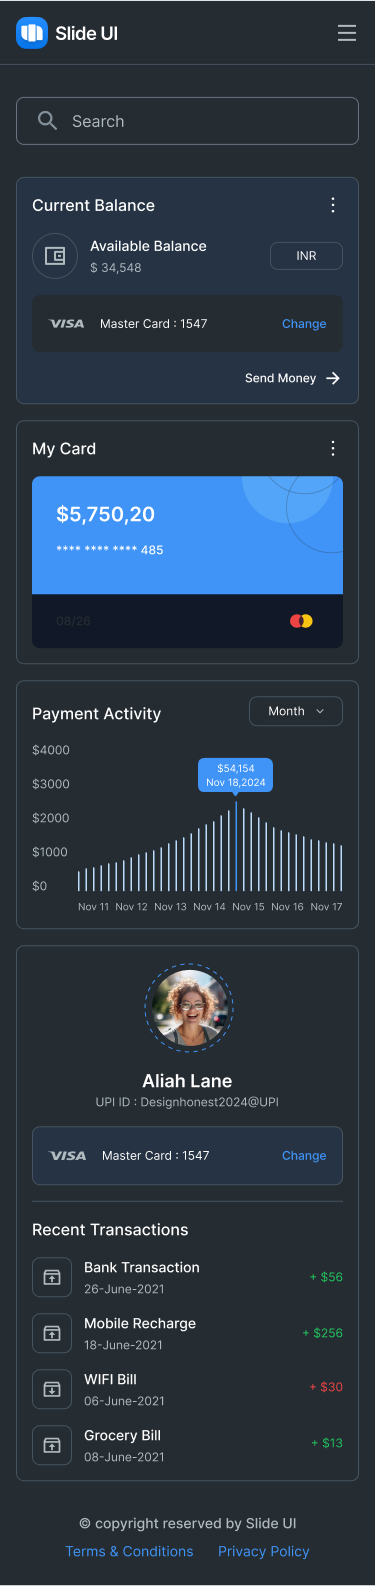 Slide UI
Search
Current Balance
Available Balance
$ 34,548
INR
VISA Master Card : 1547 Change
Send Money
My Card
$5,750,20
**** **** **** 485
08/26
Payment Activity
Month
$4000
$3000
$2000
$1000
$0
$54,154
Nov 18,2024
Nov 11 Nov 12 Nov 13 Nov 14 Nov 15 Nov 16 Nov 17
Aliah Lane
UPI ID : Designhonest2024@UPI
VISA Master Card : 1547 Change
Recent Transactions
Bank Transaction
26-June-2021
+ $56
Mobile Recharge
18-June-2021
+ $256
WIFI Bill
06-June-2021
+ $30
Grocery Bill
08-June-2021
+ $13
© copyright reserved by Slide UI
Terms & Conditions Privacy Policy